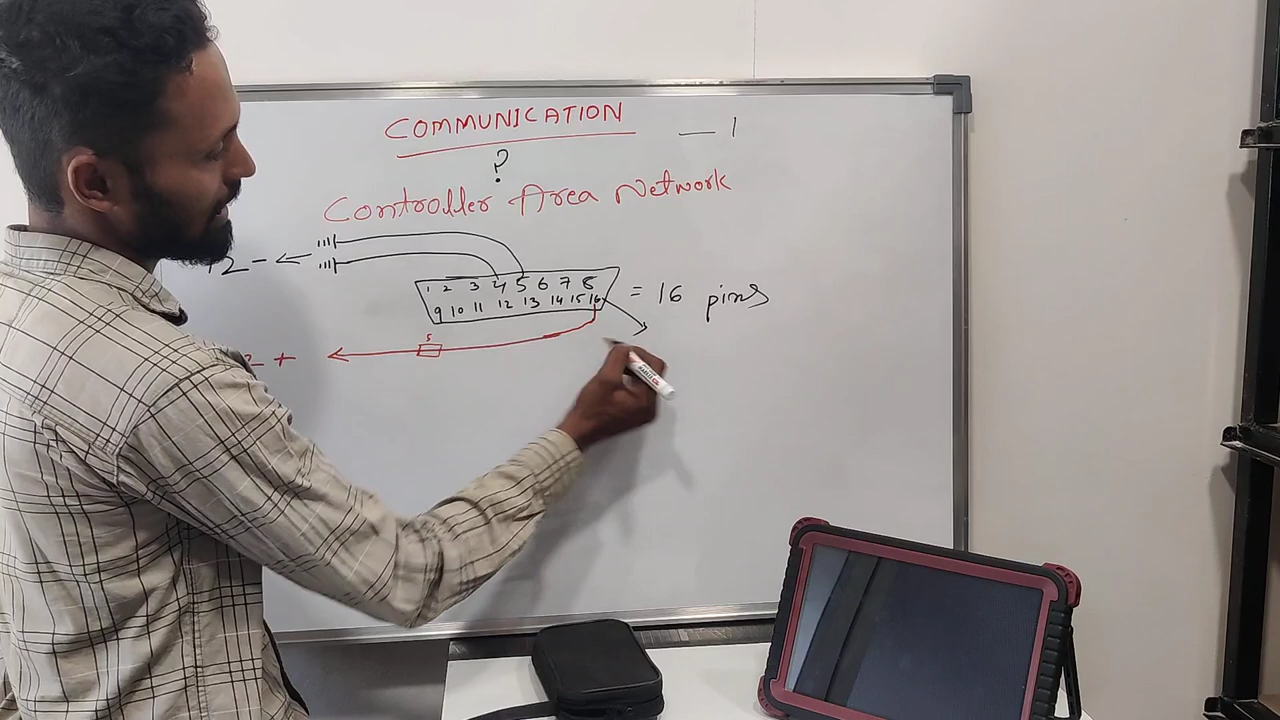 COMMUNICATION — 1
?
Controller Area Network
12 -
1 2 3 4 5 6 7 8
9 10 11 12 13 14 15 16
= 16 pins
S
2 +